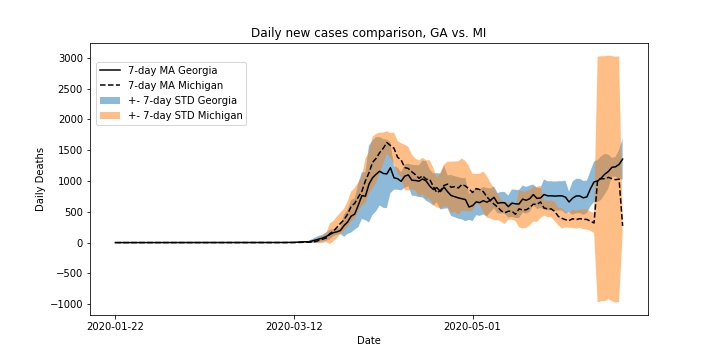 Daily new cases comparison, GA vs. MI
3000
2500
2000
1500
1000
500
0
−500
−1000
Daily Deaths
7-day MA Georgia
7-day MA Michigan
+- 7-day STD Georgia
+- 7-day STD Michigan
2020-01-22 2020-03-12 2020-05-01
Date